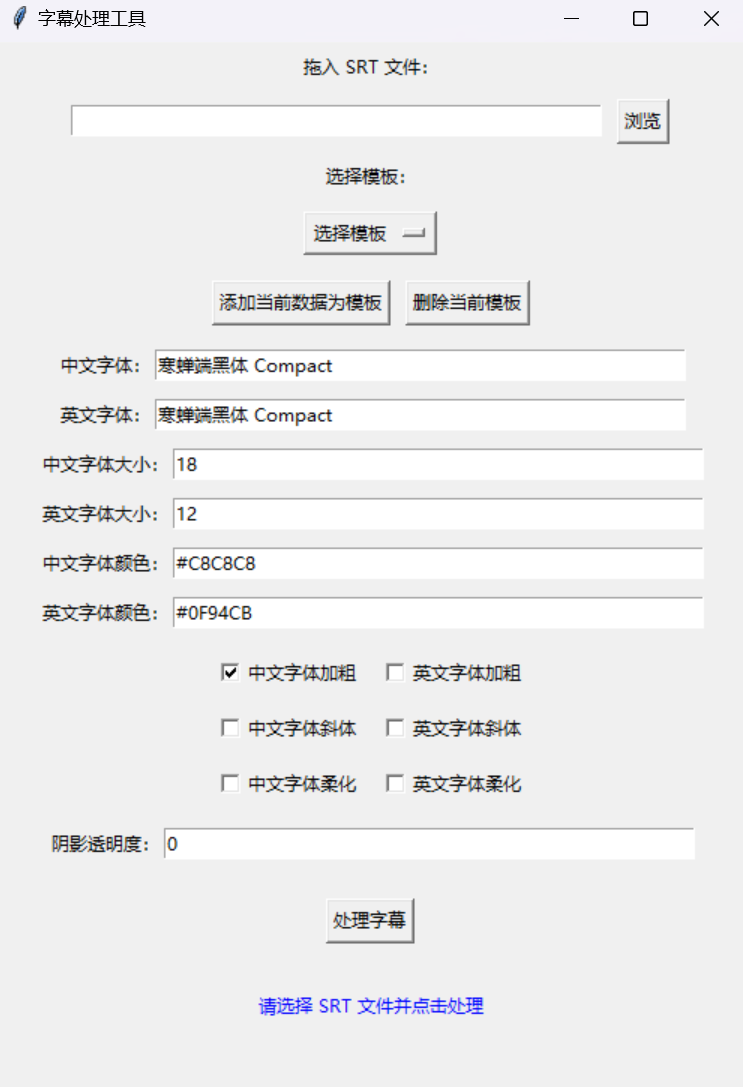 字幕处理工具
拖入 SRT 文件:
浏览
选择模板:
选择模板
添加当前数据为模板 删除当前模板
中文字体: 寒蝉端黑体 Compact
英文字体: 寒蝉端黑体 Compact
中文字体大小: 18
英文字体大小: 12
中文字体颜色: #C8C8C8
英文字体颜色: #0F94CB
中文字体加粗 英文字体加粗
中文字体斜体 英文字体斜体
中文字体柔化 英文字体柔化
阴影透明度: 0
处理字幕
请选择 SRT 文件并点击处理